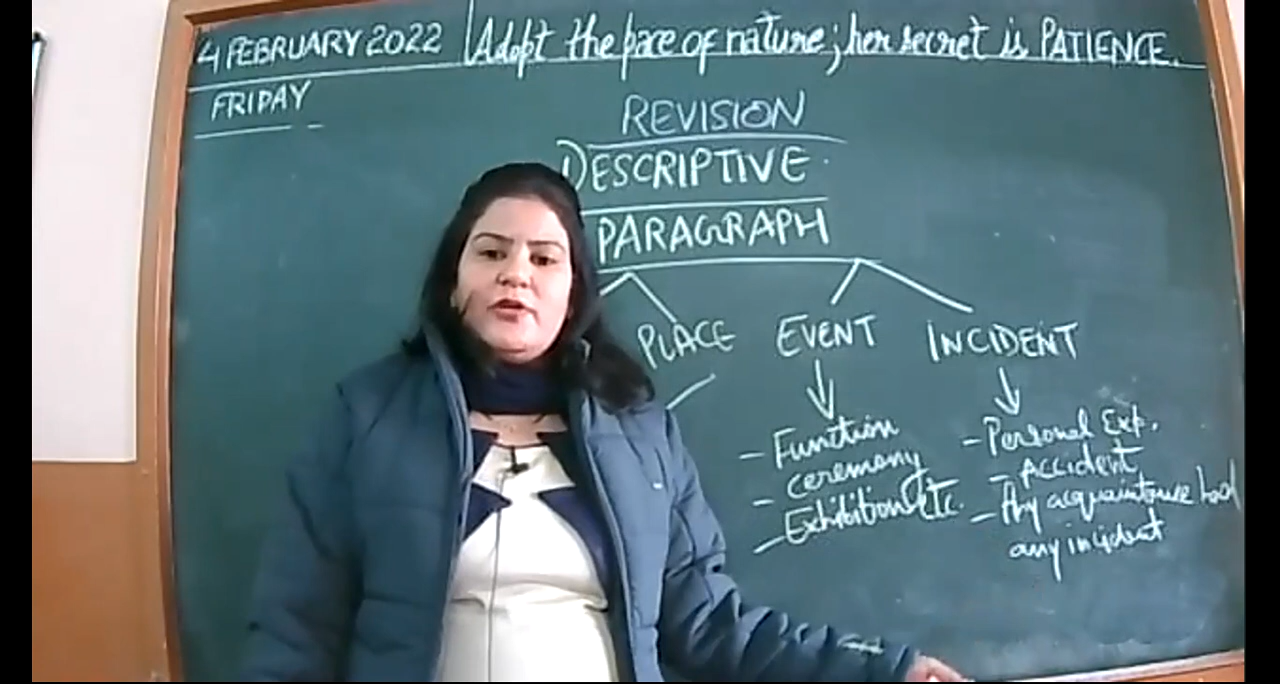 4 FEBRUARY 2022 Adopt the pace of nature; her secret is PATIENCE.
FRIDAY
REVISION
DESCRIPTIVE
PARAGRAPH
PLACE EVENT INCIDENT
- Function
- ceremony
- Exhibition etc.
- Personal Exp.
- Accident
- Any acquaintance had
any incident